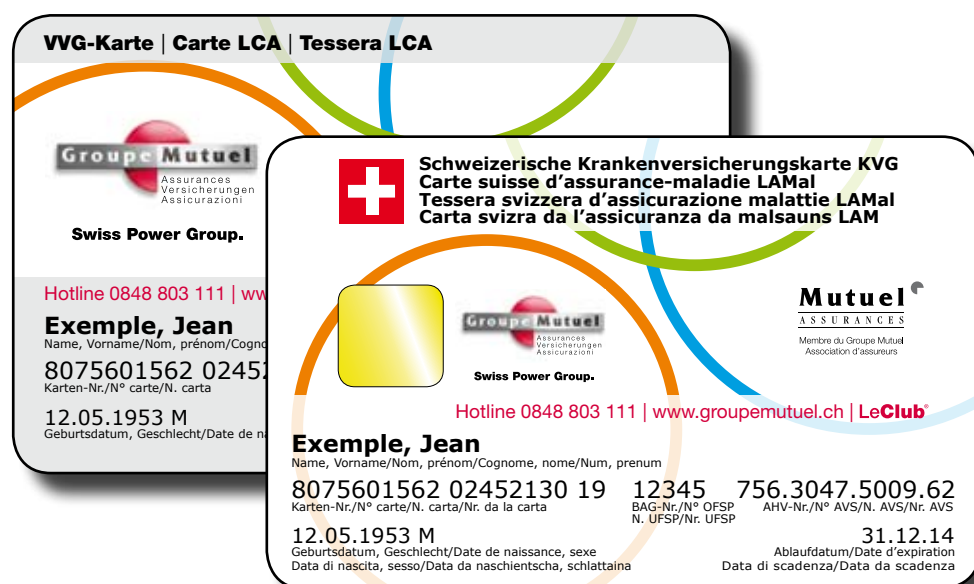 VVG-Karte | Carte LCA | Tessera LCA
Groupe Mutuel
Assurances
Versicherungen
Assicurazioni
Swiss Power Group.
Hotline 0848 803 111 | ww
Exemple, Jean
Name, Vorname/Nom, prénom/Cogno
8075601562 02452
Karten-Nr./N° carte/N. carta
12.05.1953 M
Geburtsdatum, Geschlecht/Date de na
Schweizerische Krankenversicherungskarte KVG
Carte suisse d'assurance-maladie LAMal
Tessera svizzera d'assicurazione malattie LAMal
Carta svizra da l'assicuranza da malsauns LAM
Groupe Mutuel
Assurances
Versicherungen
Assicurazioni
Swiss Power Group.
Mutuel
ASSURANCES
Membre du Groupe Mutuel
Association d'assureurs
Hotline 0848 803 111 | www.groupemutuel.ch | LeClub®
Exemple, Jean
Name, Vorname/Nom, prénom/Cognome, nome/Num, prenum
8075601562 02452130 19 12345 756.3047.5009.62
Karten-Nr./N° carte/N. carta/Nr. da la carta BAG-Nr./N° OFSP AHV-Nr./N° AVS/N. AVS/Nr. AVS
N. UFSP/Nr. UFSP
12.05.1953 M 31.12.14
Geburtsdatum, Geschlecht/Date de naissance, sexe Ablaufdatum/Date d'expiration
Data di nascita, sesso/Data da naschientscha, schlattaina Data di scadenza/Data da scadenza